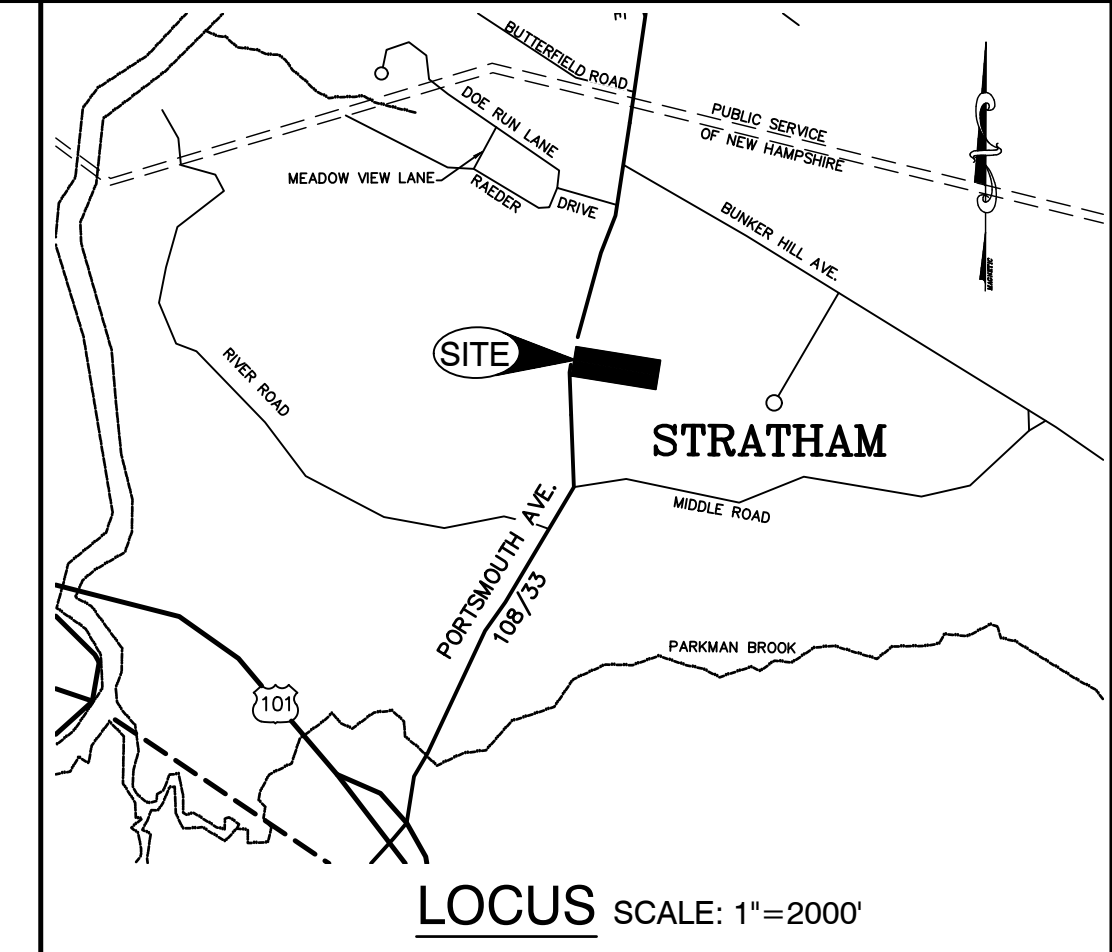 BUTTERFIELD ROAD
DOE RUN LANE
PUBLIC SERVICE
OF NEW HAMPSHIRE
MEADOW VIEW LANE
RAEDER
DRIVE
BUNKER HILL AVE.
MAGNETIC
SITE
RIVER ROAD
STRATHAM
MIDDLE ROAD
PORTSMOUTH AVE.
108/33
PARKMAN BROOK
101
LOCUS SCALE: 1"=2000'